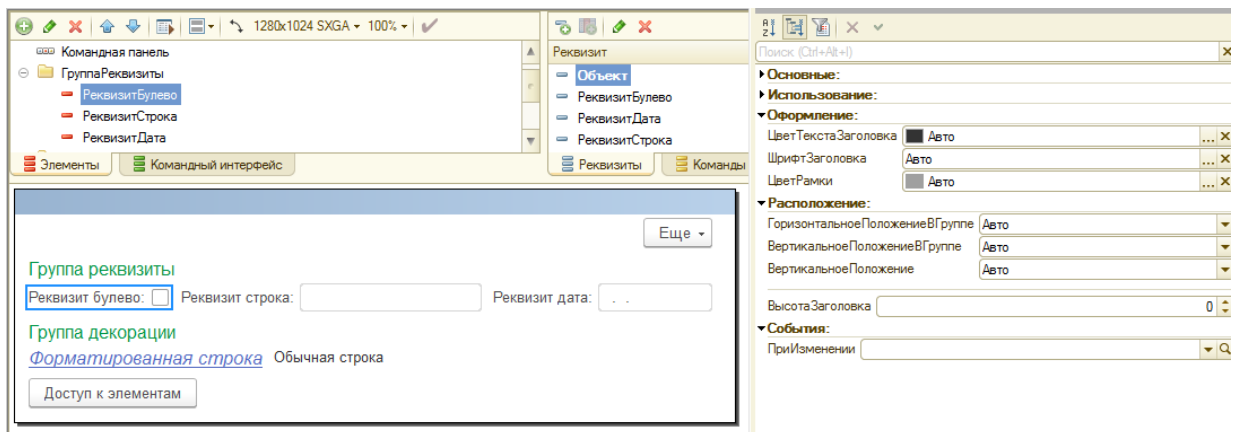 1280x1024 SXGA
100%
Командная панель
ГруппаРеквизиты
РеквизитБулево
РеквизитСтрока
РеквизитДата
Элементы
Командный интерфейс
Реквизит
Объект
РеквизитБулево
РеквизитДата
РеквизитСтрока
Реквизиты
Команды
Еще
Группа реквизиты
Реквизит булево:
Реквизит строка:
Реквизит дата:
. .
Группа декорации
Форматированная строка Обычная строка
Доступ к элементам
Поиск (Ctrl+Alt+I)
Основные:
Использование:
Оформление:
ЦветТекстаЗаголовка Авто
ШрифтЗаголовка Авто
ЦветРамки Авто
Расположение:
ГоризонтальноеПоложениеВГруппе Авто
ВертикальноеПоложениеВГруппе Авто
ВертикальноеПоложение Авто
ВысотаЗаголовка 0
События:
ПриИзменении